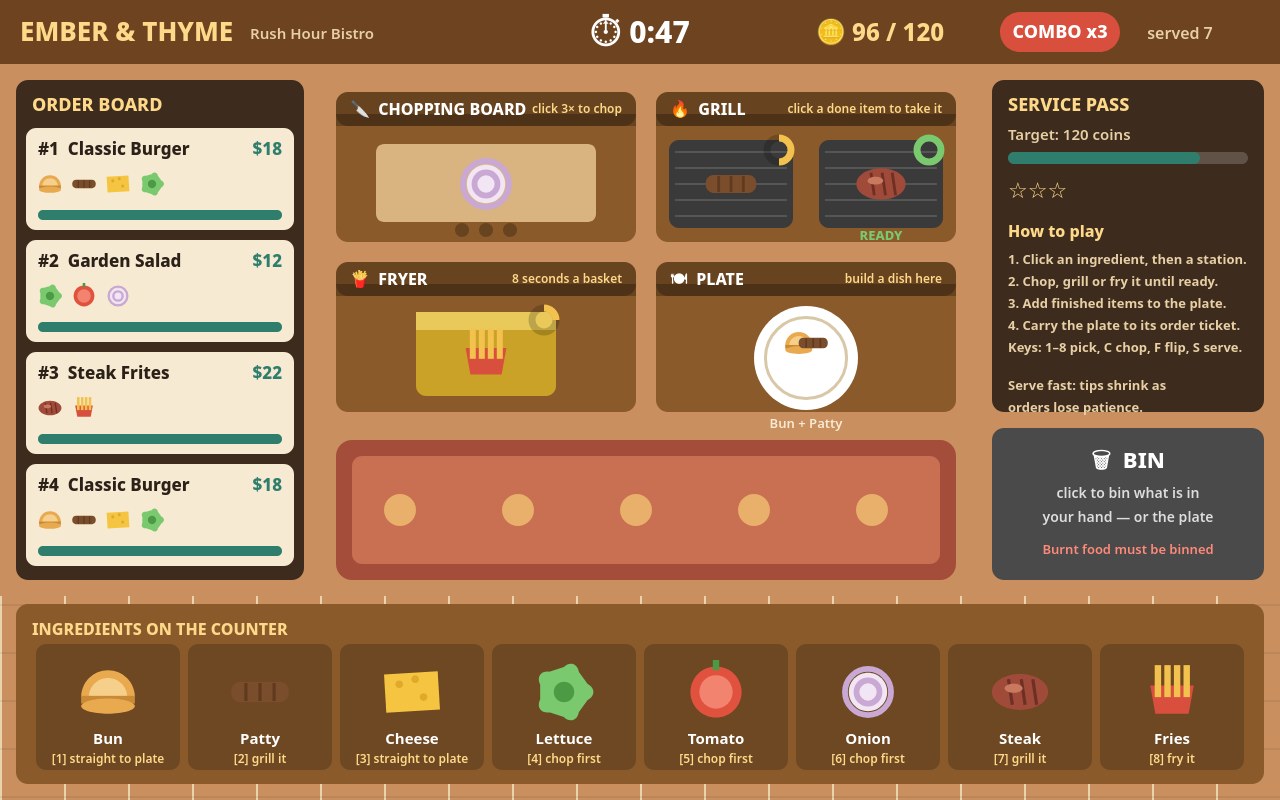 EMBER & THYME Rush Hour Bistro 0:47 96 / 120 COMBO x3 served 7
ORDER BOARD
#1 Classic Burger $18
#2 Garden Salad $12
#3 Steak Frites $22
#4 Classic Burger $18
CHOPPING BOARD click 3× to chop
GRILL click a done item to take it
READY
FRYER 8 seconds a basket
PLATE build a dish here
Bun + Patty
SERVICE PASS
Target: 120 coins
☆☆☆
How to play
1. Click an ingredient, then a station.
2. Chop, grill or fry it until ready.
3. Add finished items to the plate.
4. Carry the plate to its order ticket.
Keys: 1–8 pick, C chop, F flip, S serve.
Serve fast: tips shrink as
orders lose patience.
BIN
click to bin what is in
your hand — or the plate
Burnt food must be binned
INGREDIENTS ON THE COUNTER
Bun
[1] straight to plate
Patty
[2] grill it
Cheese
[3] straight to plate
Lettuce
[4] chop first
Tomato
[5] chop first
Onion
[6] chop first
Steak
[7] grill it
Fries
[8] fry it